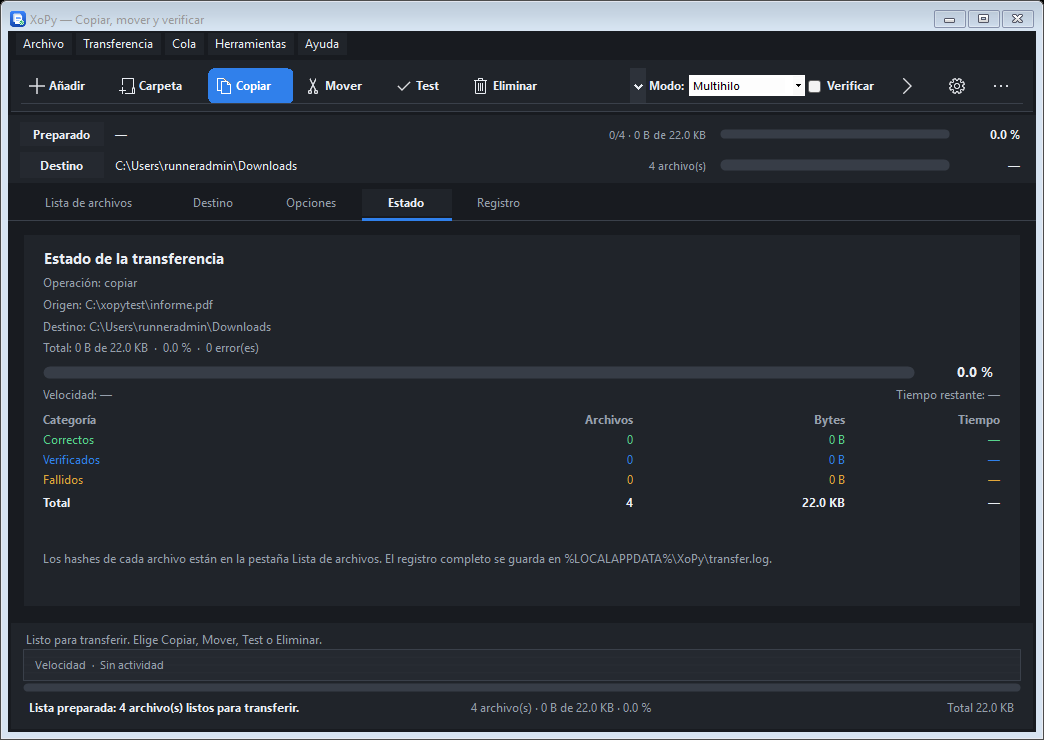 XoPy — Copiar, mover y verificar
Archivo Transferencia Cola Herramientas Ayuda
Añadir Carpeta Copiar Mover Test Eliminar Modo: Multihilo Verificar ...
Preparado — 0/4 · 0 B de 22.0 KB 0.0 %
Destino C:\Users\runneradmin\Downloads 4 archivo(s) —
Lista de archivos Destino Opciones Estado Registro
Estado de la transferencia
Operación: copiar
Origen: C:\xopytest\informe.pdf
Destino: C:\Users\runneradmin\Downloads
Total: 0 B de 22.0 KB · 0.0 % · 0 error(es)
0.0 %
Velocidad: — Tiempo restante: —
Categoría Archivos Bytes Tiempo
Correctos 0 0 B —
Verificados 0 0 B —
Fallidos 0 0 B —
Total 4 22.0 KB —
Los hashes de cada archivo están en la pestaña Lista de archivos. El registro completo se guarda en %LOCALAPPDATA%\XoPy\transfer.log.
Listo para transferir. Elige Copiar, Mover, Test o Eliminar.
Velocidad · Sin actividad
Lista preparada: 4 archivo(s) listos para transferir. 4 archivo(s) · 0 B de 22.0 KB · 0.0 % Total 22.0 KB